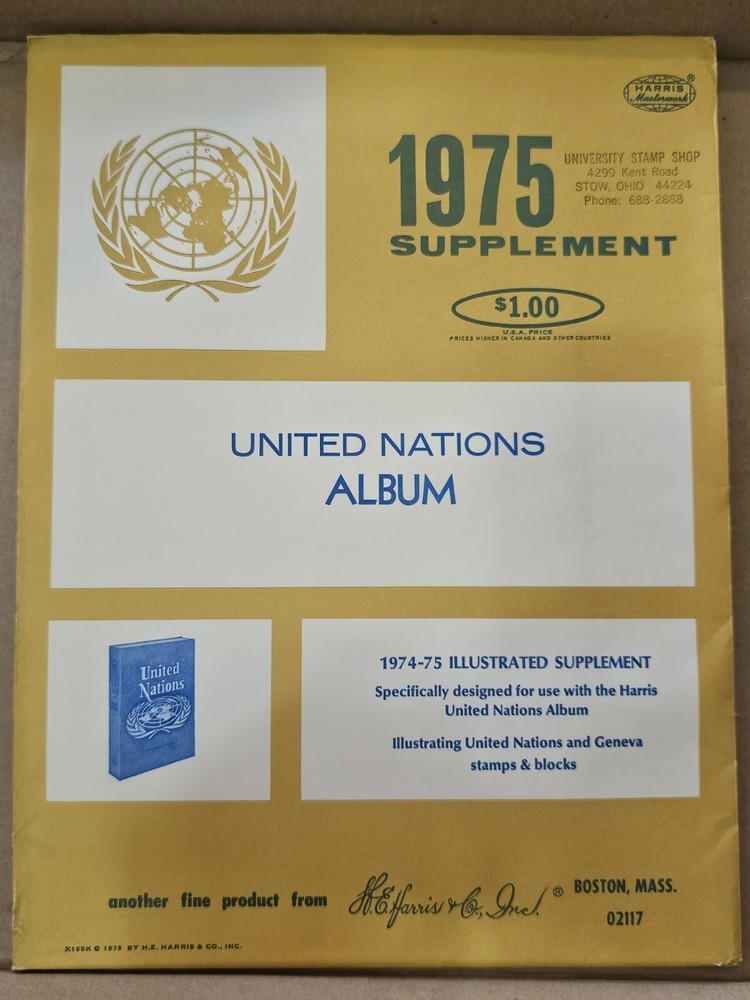 HARRIS ®
Masterwork
1975
SUPPLEMENT
UNIVERSITY STAMP SHOP
4299 Kent Road
STOW, OHIO 44224
Phone: 688-2888
$1.00
U.S.A. PRICE
PRICES HIGHER IN CANADA AND OTHER COUNTRIES
UNITED NATIONS
ALBUM
United
Nations
1974-75 ILLUSTRATED SUPPLEMENT
Specifically designed for use with the Harris
United Nations Album
Illustrating United Nations and Geneva
stamps & blocks
another fine product from H.E. Harris & Co., Inc. ® BOSTON, MASS.
02117
X165K © 1975 BY H.E. HARRIS & CO., INC.